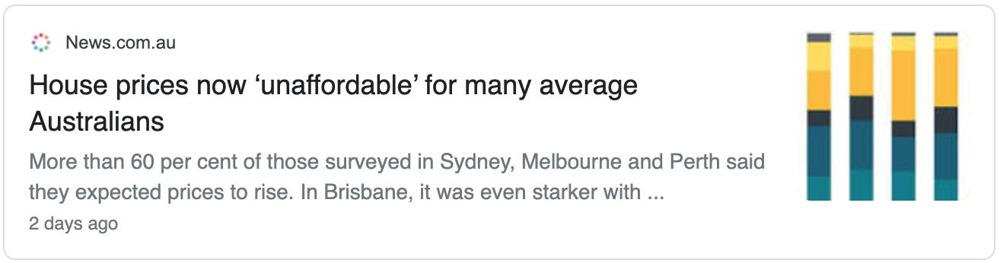 News.com.au
House prices now ‘unaffordable’ for many average
Australians
More than 60 per cent of those surveyed in Sydney, Melbourne and Perth said
they expected prices to rise. In Brisbane, it was even starker with ...
2 days ago